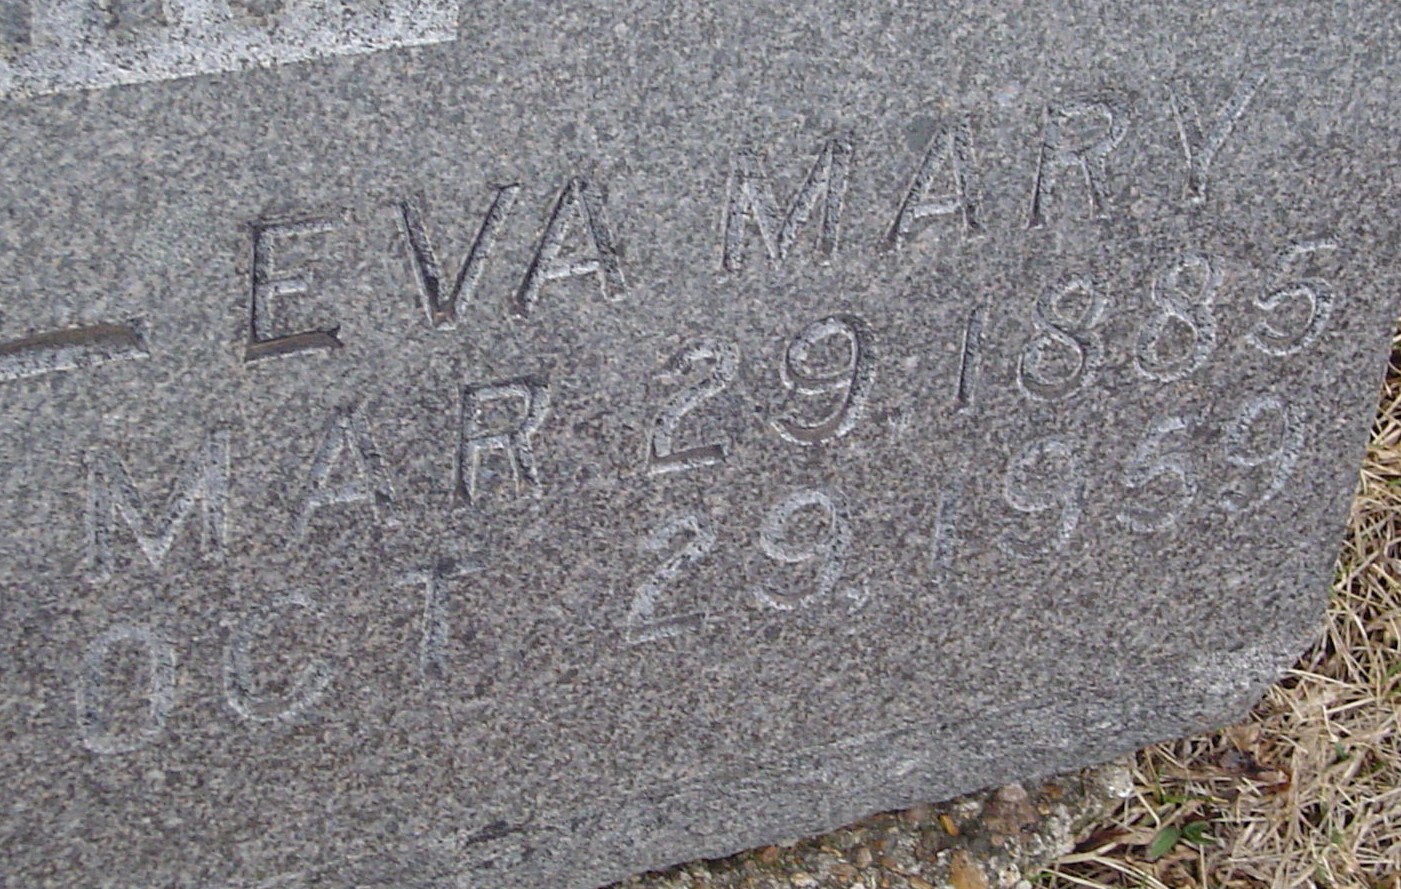 — EVA MARY
MAR 29 1885
OCT 29, 1959